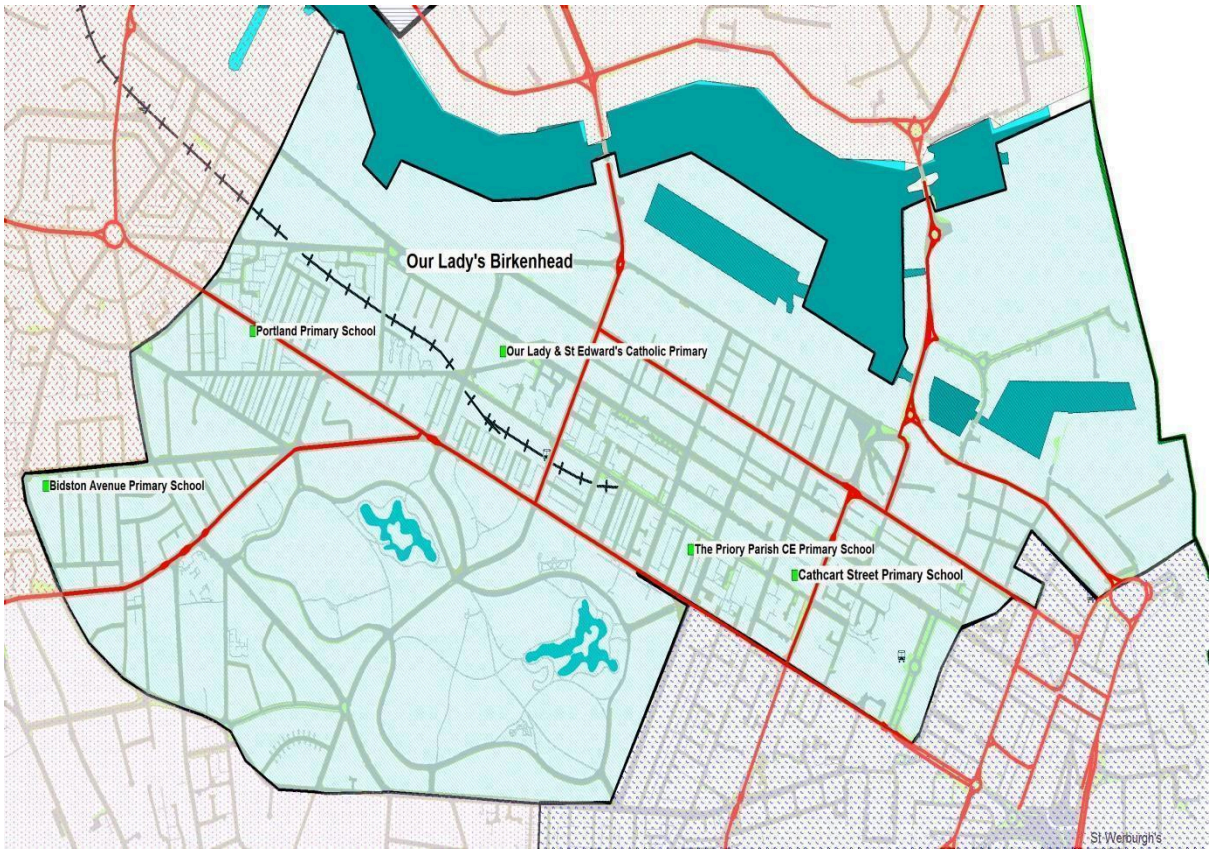 Our Lady's Birkenhead
Portland Primary School
Our Lady & St Edward's Catholic Primary
Bidston Avenue Primary School
The Priory Parish CE Primary School
Cathcart Street Primary School
St Werburgh's